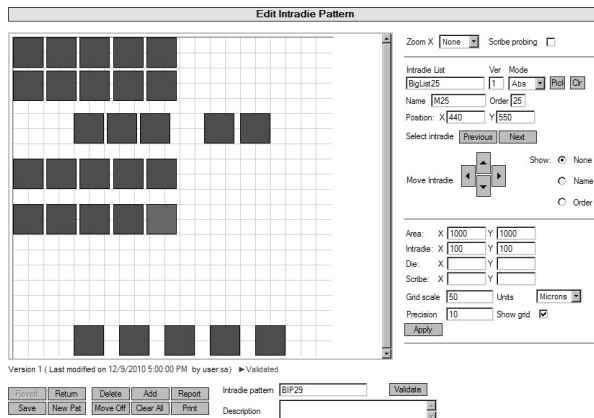 Edit Intradie Pattern
Zoom X None Scribe probing
Intradie List Ver Mode
BigList25 1 Abs Pick Clr
Name M25 Order 25
Position: X 440 Y 550
Select intradie Previous Next
Show: None
Move Intradie
Name
Order
Area: X 1000 Y 1000
Intradie: X 100 Y 100
Die: X Y
Scribe: X Y
Grid scale 50 Units Microns
Precision 10 Show grid
Apply
Version 1 ( Last modified on 12/9/2010 5:00:00 PM by user sa) ►Validated
Revert Return Delete Add Report Intradie pattern BIP29 Validate
Save New Pat Move Off Clear All Print Description